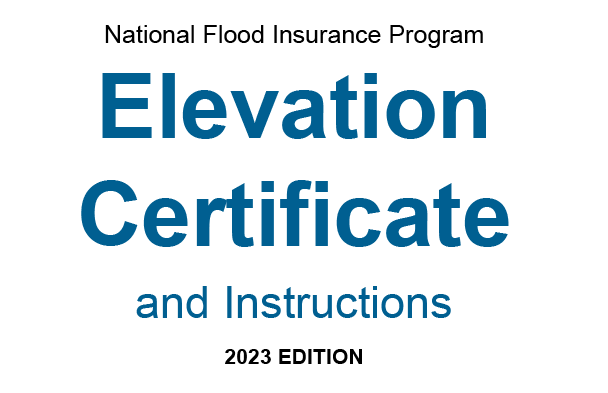 National Flood Insurance Program
Elevation
Certificate
and Instructions
2023 EDITION